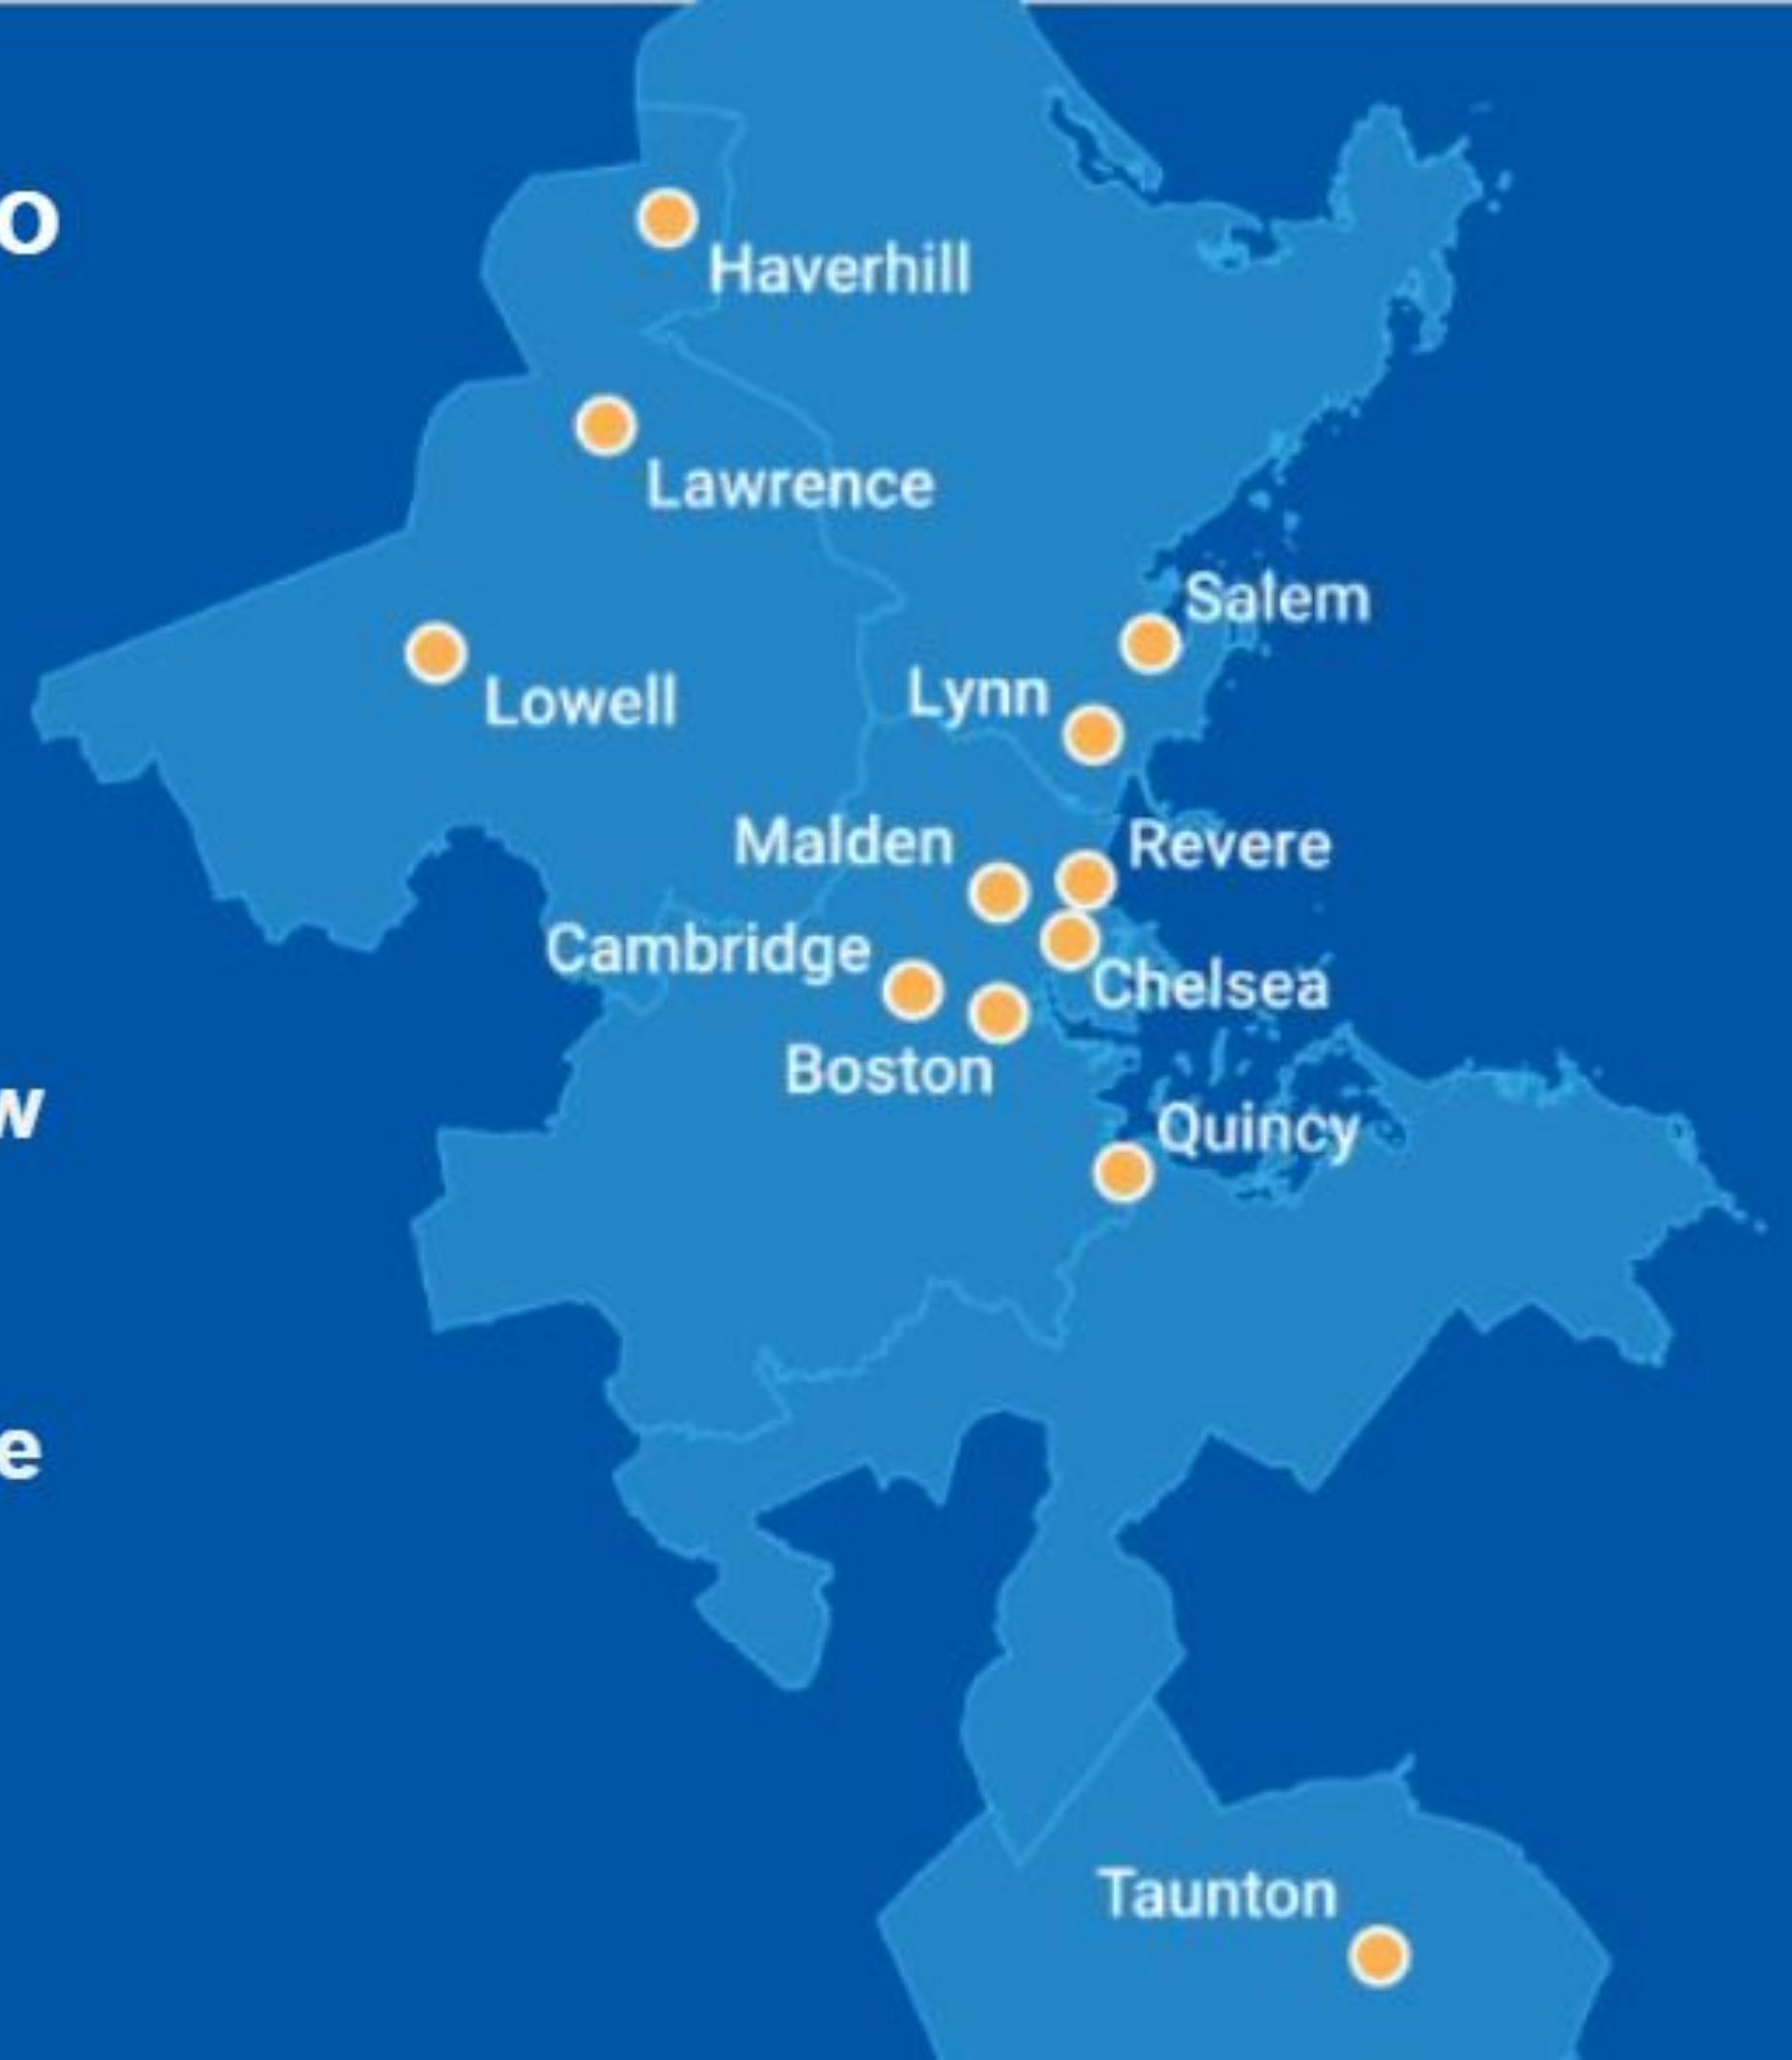 o
Haverhill
Lawrence
Salem
Lowell
Lynn
Malden
Revere
Cambridge
Chelsea
Boston
w
Quincy
e
Taunton